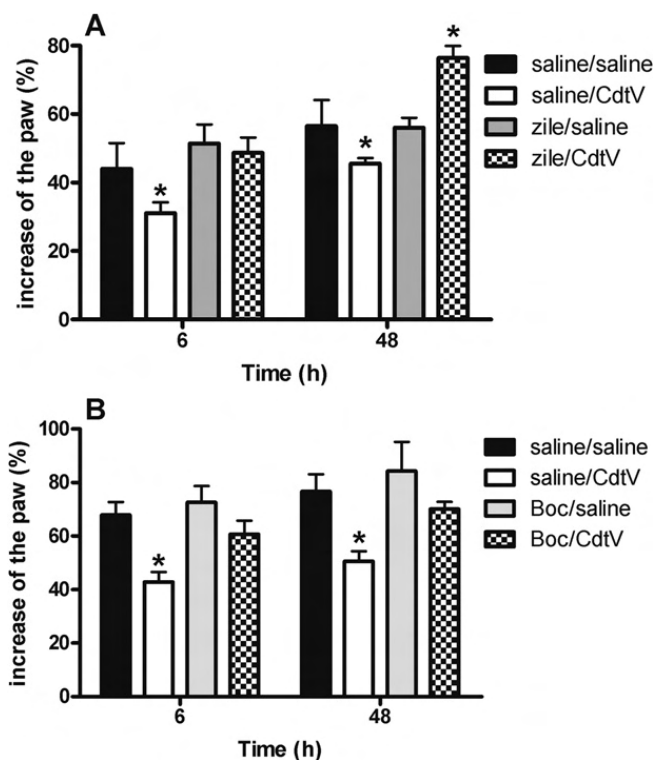 A
increase of the paw (%)
80
60
40
20
0
*
*
*
6
48
Time (h)
saline/saline
saline/CdtV
zile/saline
zile/CdtV
B
increase of the paw (%)
100
80
60
40
20
0
*
*
6
48
Time (h)
saline/saline
saline/CdtV
Boc/saline
Boc/CdtV